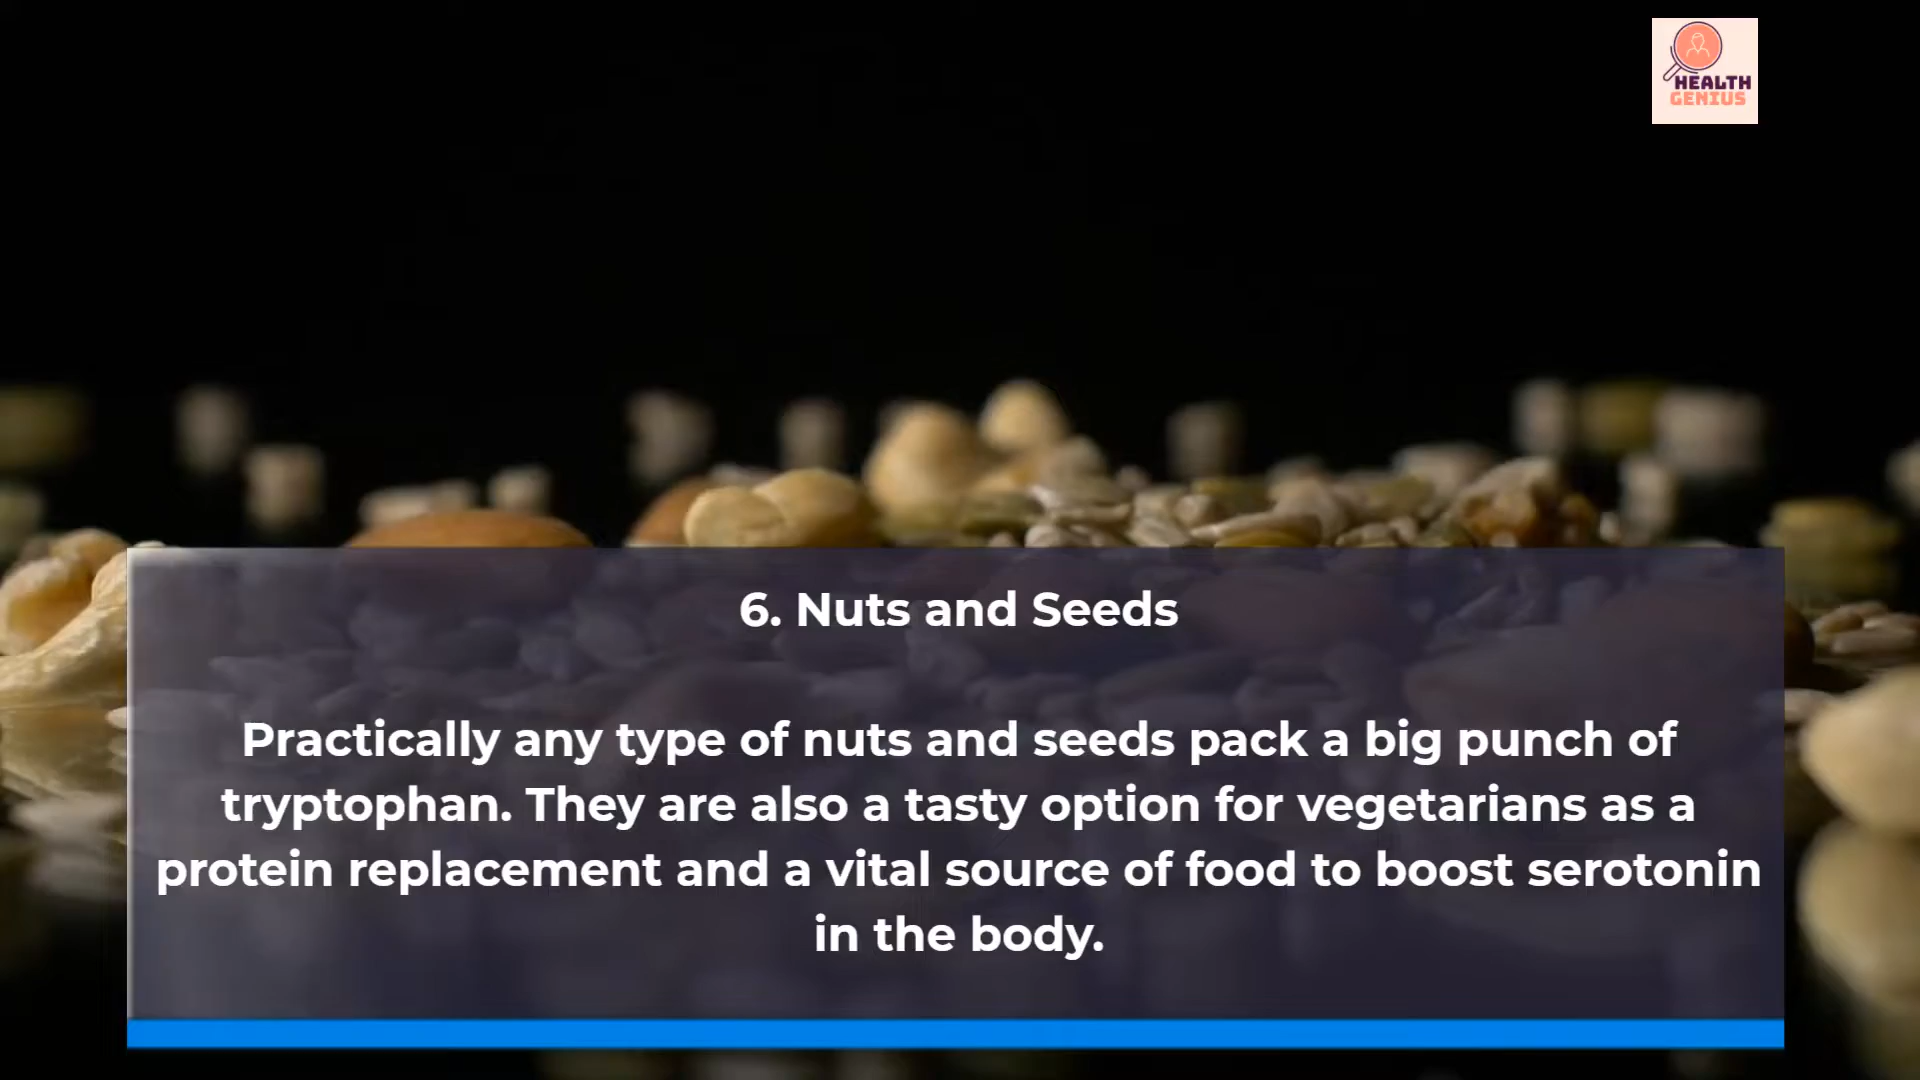 HEALTH
GENIUS
6. Nuts and Seeds
Practically any type of nuts and seeds pack a big punch of
tryptophan. They are also a tasty option for vegetarians as a
protein replacement and a vital source of food to boost serotonin
in the body.